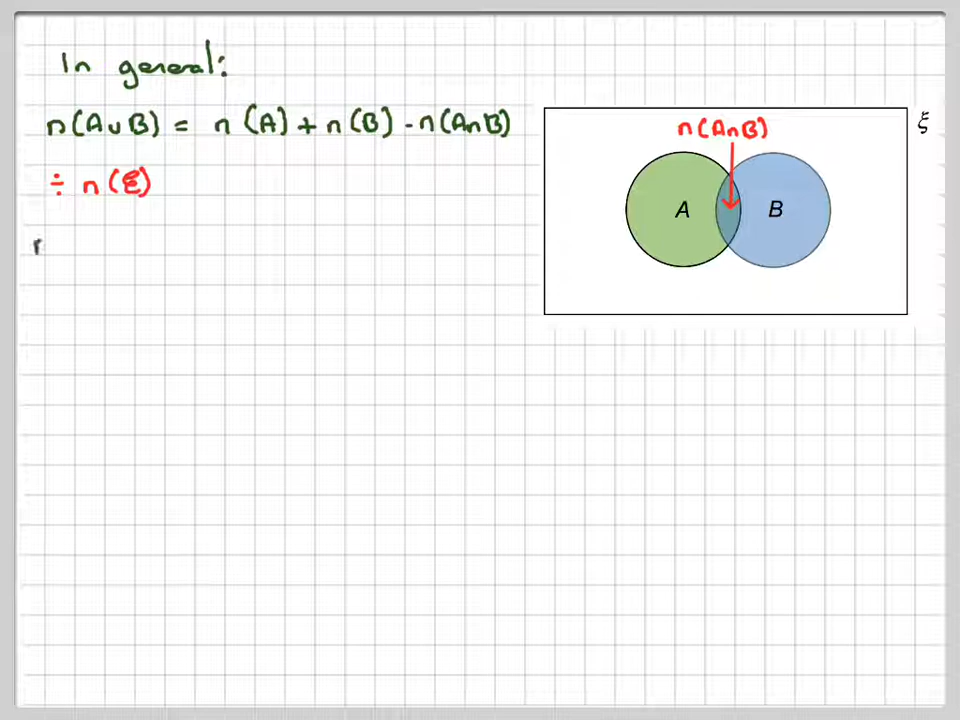 In general:
n(A∪B) = n(A) + n(B) - n(A∩B)
÷ n(ξ)
n(A∩B)
ξ
A B